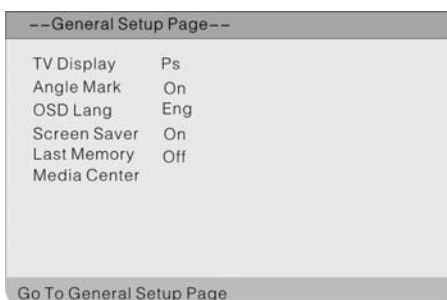 --General Setup Page--
TV Display Ps
Angle Mark On
OSD Lang Eng
Screen Saver On
Last Memory Off
Media Center
Go To General Setup Page